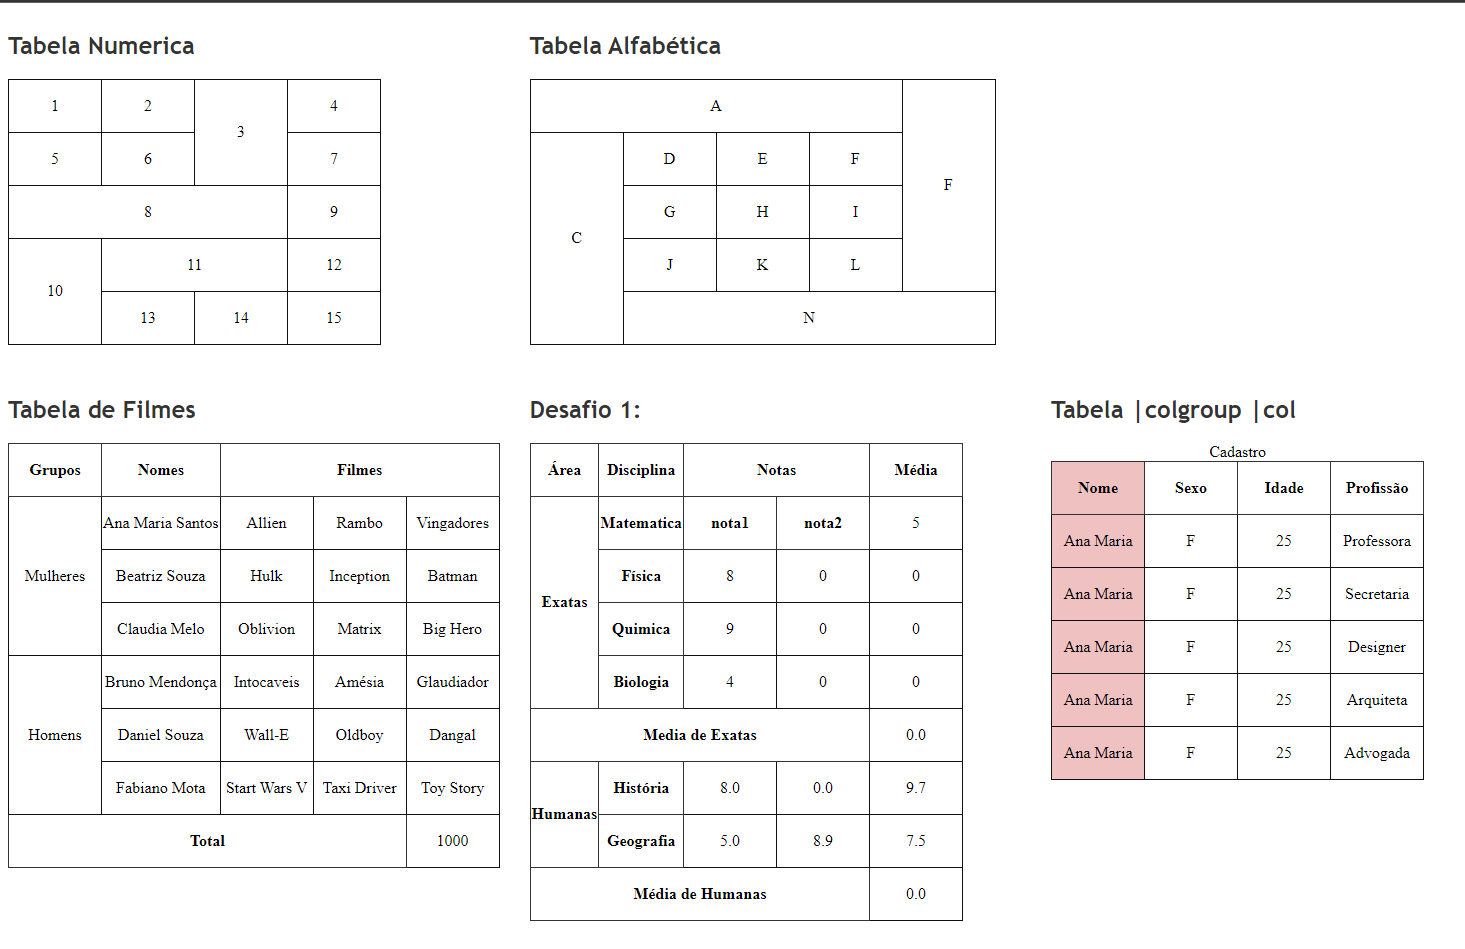 Tabela Numerica
1 2 3 4
5 6 7
8 9
10 11 12
13 14 15
Tabela Alfabética
A F
C D E F
G H I
J K L
N
Tabela de Filmes
Grupos Nomes Filmes
Mulheres Ana Maria Santos Allien Rambo Vingadores
Beatriz Souza Hulk Inception Batman
Claudia Melo Oblivion Matrix Big Hero
Homens Bruno Mendonça Intocaveis Amésia Glaudiador
Daniel Souza Wall-E Oldboy Dangal
Fabiano Mota Start Wars V Taxi Driver Toy Story
Total 1000
Desafio 1:
Área Disciplina Notas Média
Exatas Matematica nota1 nota2 5
Física 8 0 0
Quimica 9 0 0
Biologia 4 0 0
Media de Exatas 0.0
Humanas História 8.0 0.0 9.7
Geografia 5.0 8.9 7.5
Média de Humanas 0.0
Tabela |colgroup |col
Cadastro
Nome Sexo Idade Profissão
Ana Maria F 25 Professora
Ana Maria F 25 Secretaria
Ana Maria F 25 Designer
Ana Maria F 25 Arquiteta
Ana Maria F 25 Advogada